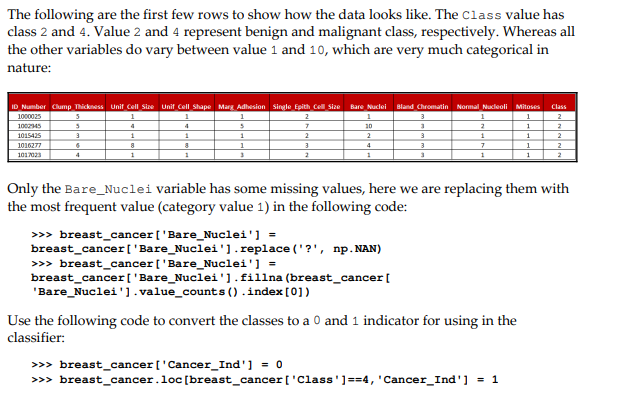 The following are the first few rows to show how the data looks like. The Class value has
class 2 and 4. Value 2 and 4 represent benign and malignant class, respectively. Whereas all
the other variables do vary between value 1 and 10, which are very much categorical in
nature:
ID_Number Clump_Thickness Unif_Cell_Size Unif_Cell_Shape Marg_Adhesion Single_Epith_Cell_Size Bare_Nuclei Bland_Chromatin Normal_Nucleoli Mitoses Class
1000025 5 1 1 1 2 1 3 1 1 2
1002945 5 4 4 5 7 10 3 2 1 2
1015425 3 1 1 1 2 2 3 1 1 2
1016277 6 8 8 1 3 4 3 7 1 2
1017023 4 1 1 3 2 1 3 1 1 2
Only the Bare_Nuclei variable has some missing values, here we are replacing them with
the most frequent value (category value 1) in the following code:
>>> breast_cancer['Bare_Nuclei'] =
breast_cancer['Bare_Nuclei'].replace('?', np.NAN)
>>> breast_cancer['Bare_Nuclei'] =
breast_cancer['Bare_Nuclei'].fillna(breast_cancer[
'Bare_Nuclei'].value_counts().index[0])
Use the following code to convert the classes to a 0 and 1 indicator for using in the
classifier:
>>> breast_cancer['Cancer_Ind'] = 0
>>> breast_cancer.loc[breast_cancer['Class']==4,'Cancer_Ind'] = 1